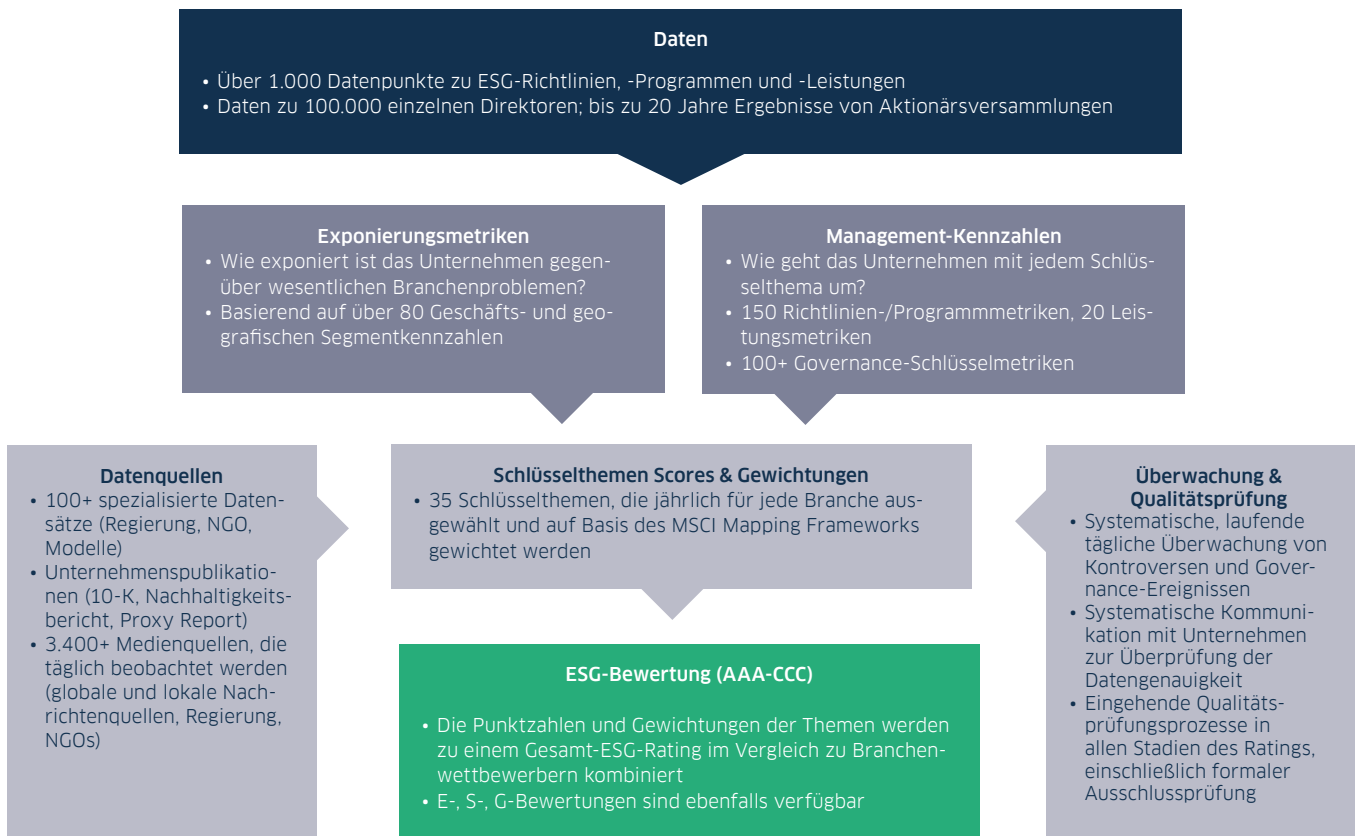 Daten
• Über 1.000 Datenpunkte zu ESG-Richtlinien, -Programmen und -Leistungen
• Daten zu 100.000 einzelnen Direktoren; bis zu 20 Jahre Ergebnisse von Aktionärsversammlungen
Exponierungsmetriken
• Wie exponiert ist das Unternehmen gegen-
über wesentlichen Branchenproblemen?
• Basierend auf über 80 Geschäfts- und geo-
grafischen Segmentkennzahlen
Management-Kennzahlen
• Wie geht das Unternehmen mit jedem Schlüs-
selthema um?
• 150 Richtlinien-/Programmmetriken, 20 Leis-
tungsmetriken
• 100+ Governance-Schlüsselmetriken
Datenquellen
• 100+ spezialisierte Daten-
sätze (Regierung, NGO,
Modelle)
• Unternehmenspublikatio-
nen (10-K, Nachhaltigkeits-
bericht, Proxy Report)
• 3.400+ Medienquellen, die
täglich beobachtet werden
(globale und lokale Nach-
richtenquellen, Regierung,
NGOs)
Schlüsselthemen Scores & Gewichtungen
• 35 Schlüsselthemen, die jährlich für jede Branche aus-
gewählt und auf Basis des MSCI Mapping Frameworks
gewichtet werden
ESG-Bewertung (AAA-CCC)
• Die Punktzahlen und Gewichtungen der Themen werden
zu einem Gesamt-ESG-Rating im Vergleich zu Branchen-
wettbewerbern kombiniert
• E-, S-, G-Bewertungen sind ebenfalls verfügbar
Überwachung &
Qualitätsprüfung
• Systematische, laufende
tägliche Überwachung von
Kontroversen und Gover-
nance-Ereignissen
• Systematische Kommuni-
kation mit Unternehmen
zur Überprüfung der
Datengenauigkeit
• Eingehende Qualitäts-
prüfungsprozesse in
allen Stadien des Ratings,
einschließlich formaler
Ausschlussprüfung